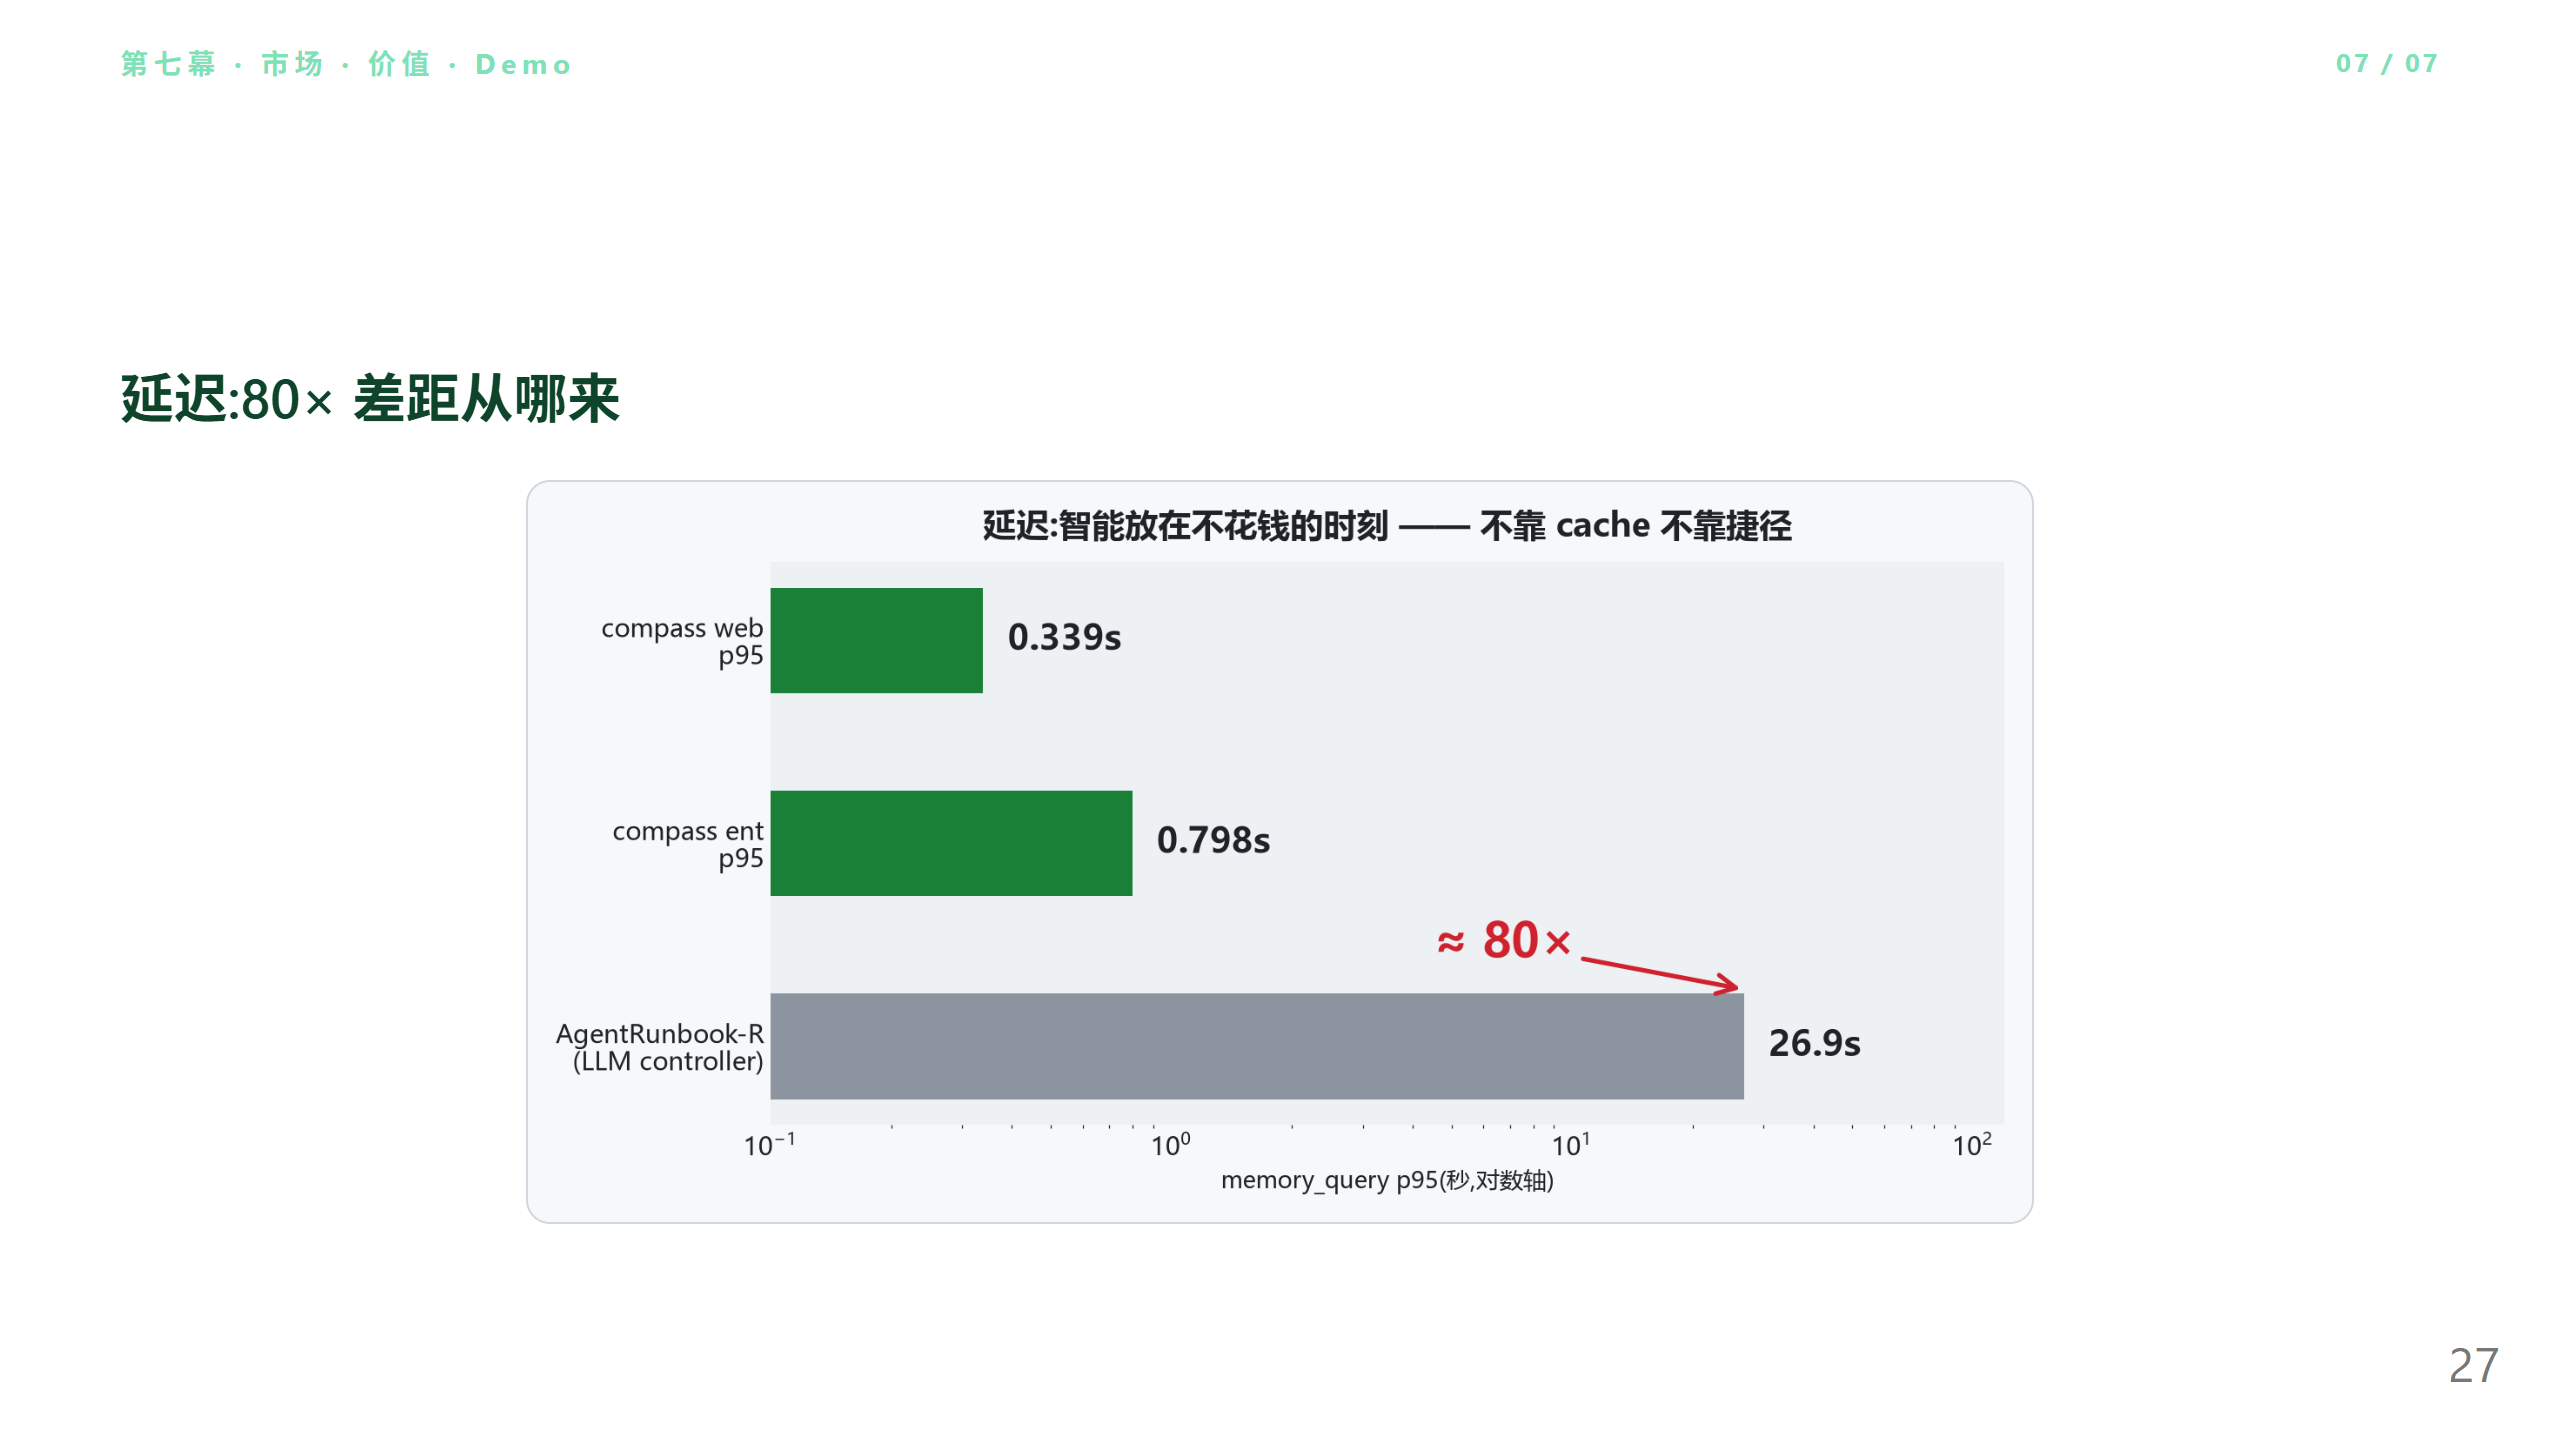 第七幕 · 市场 · 价值 · Demo
07 / 07
延迟:80× 差距从哪来
延迟:智能放在不花钱的时刻 —— 不靠 cache 不靠捷径
compass web
p95
0.339s
compass ent
p95
0.798s
≈ 80×
AgentRunbook-R
(LLM controller)
26.9s
10⁻¹ 10⁰ 10¹ 10²
memory_query p95(秒,对数轴)
27